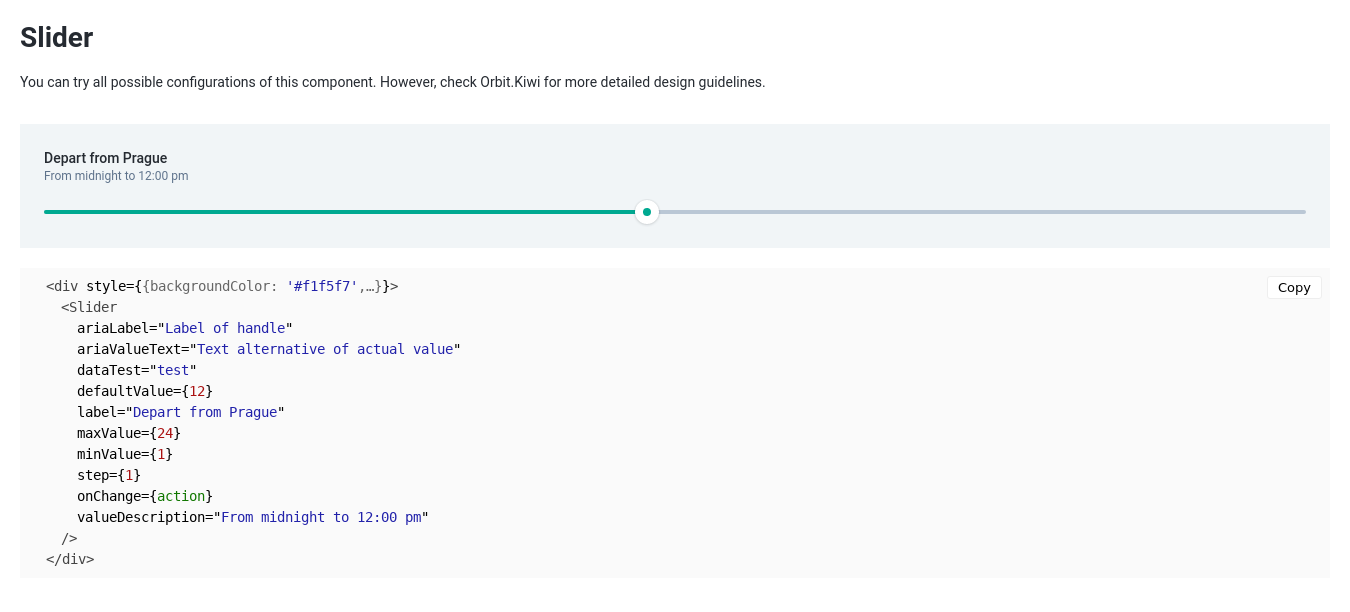 Slider
You can try all possible configurations of this component. However, check Orbit.Kiwi for more detailed design guidelines.
Depart from Prague
From midnight to 12:00 pm
<div style={{backgroundColor: '#f1f5f7',…}}>
Copy
<Slider
ariaLabel="Label of handle"
ariaValueText="Text alternative of actual value"
dataTest="test"
defaultValue={12}
label="Depart from Prague"
maxValue={24}
minValue={1}
step={1}
onChange={action}
valueDescription="From midnight to 12:00 pm"
/>
</div>